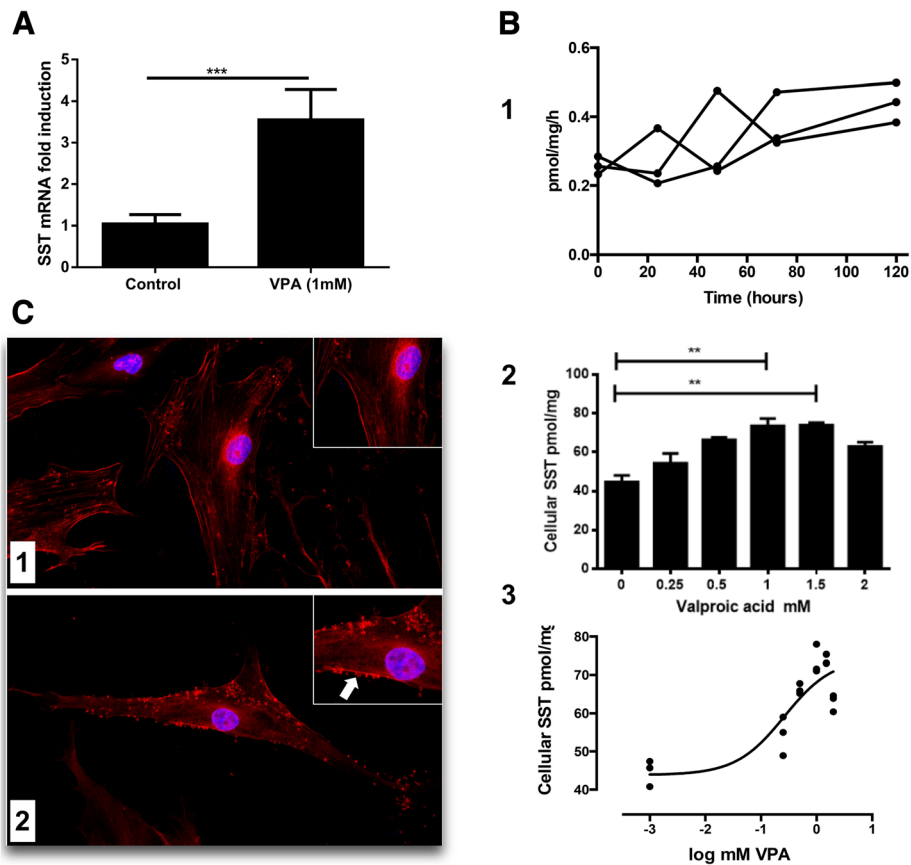 A
SST mRNA fold induction
5
4
3
2
1
0
***
Control VPA (1mM)
B
1
pmol/mg/h
0.6
0.4
0.2
0.0
0 20 40 60 80 100 120
Time (hours)
C
1
2
2
Cellular SST pmol/mg
100
80
60
40
20
0
**
**
0 0.25 0.5 1 1.5 2
Valproic acid mM
3
Cellular SST pmol/mg
80
70
60
50
40
-3 -2 -1 0 1
log mM VPA